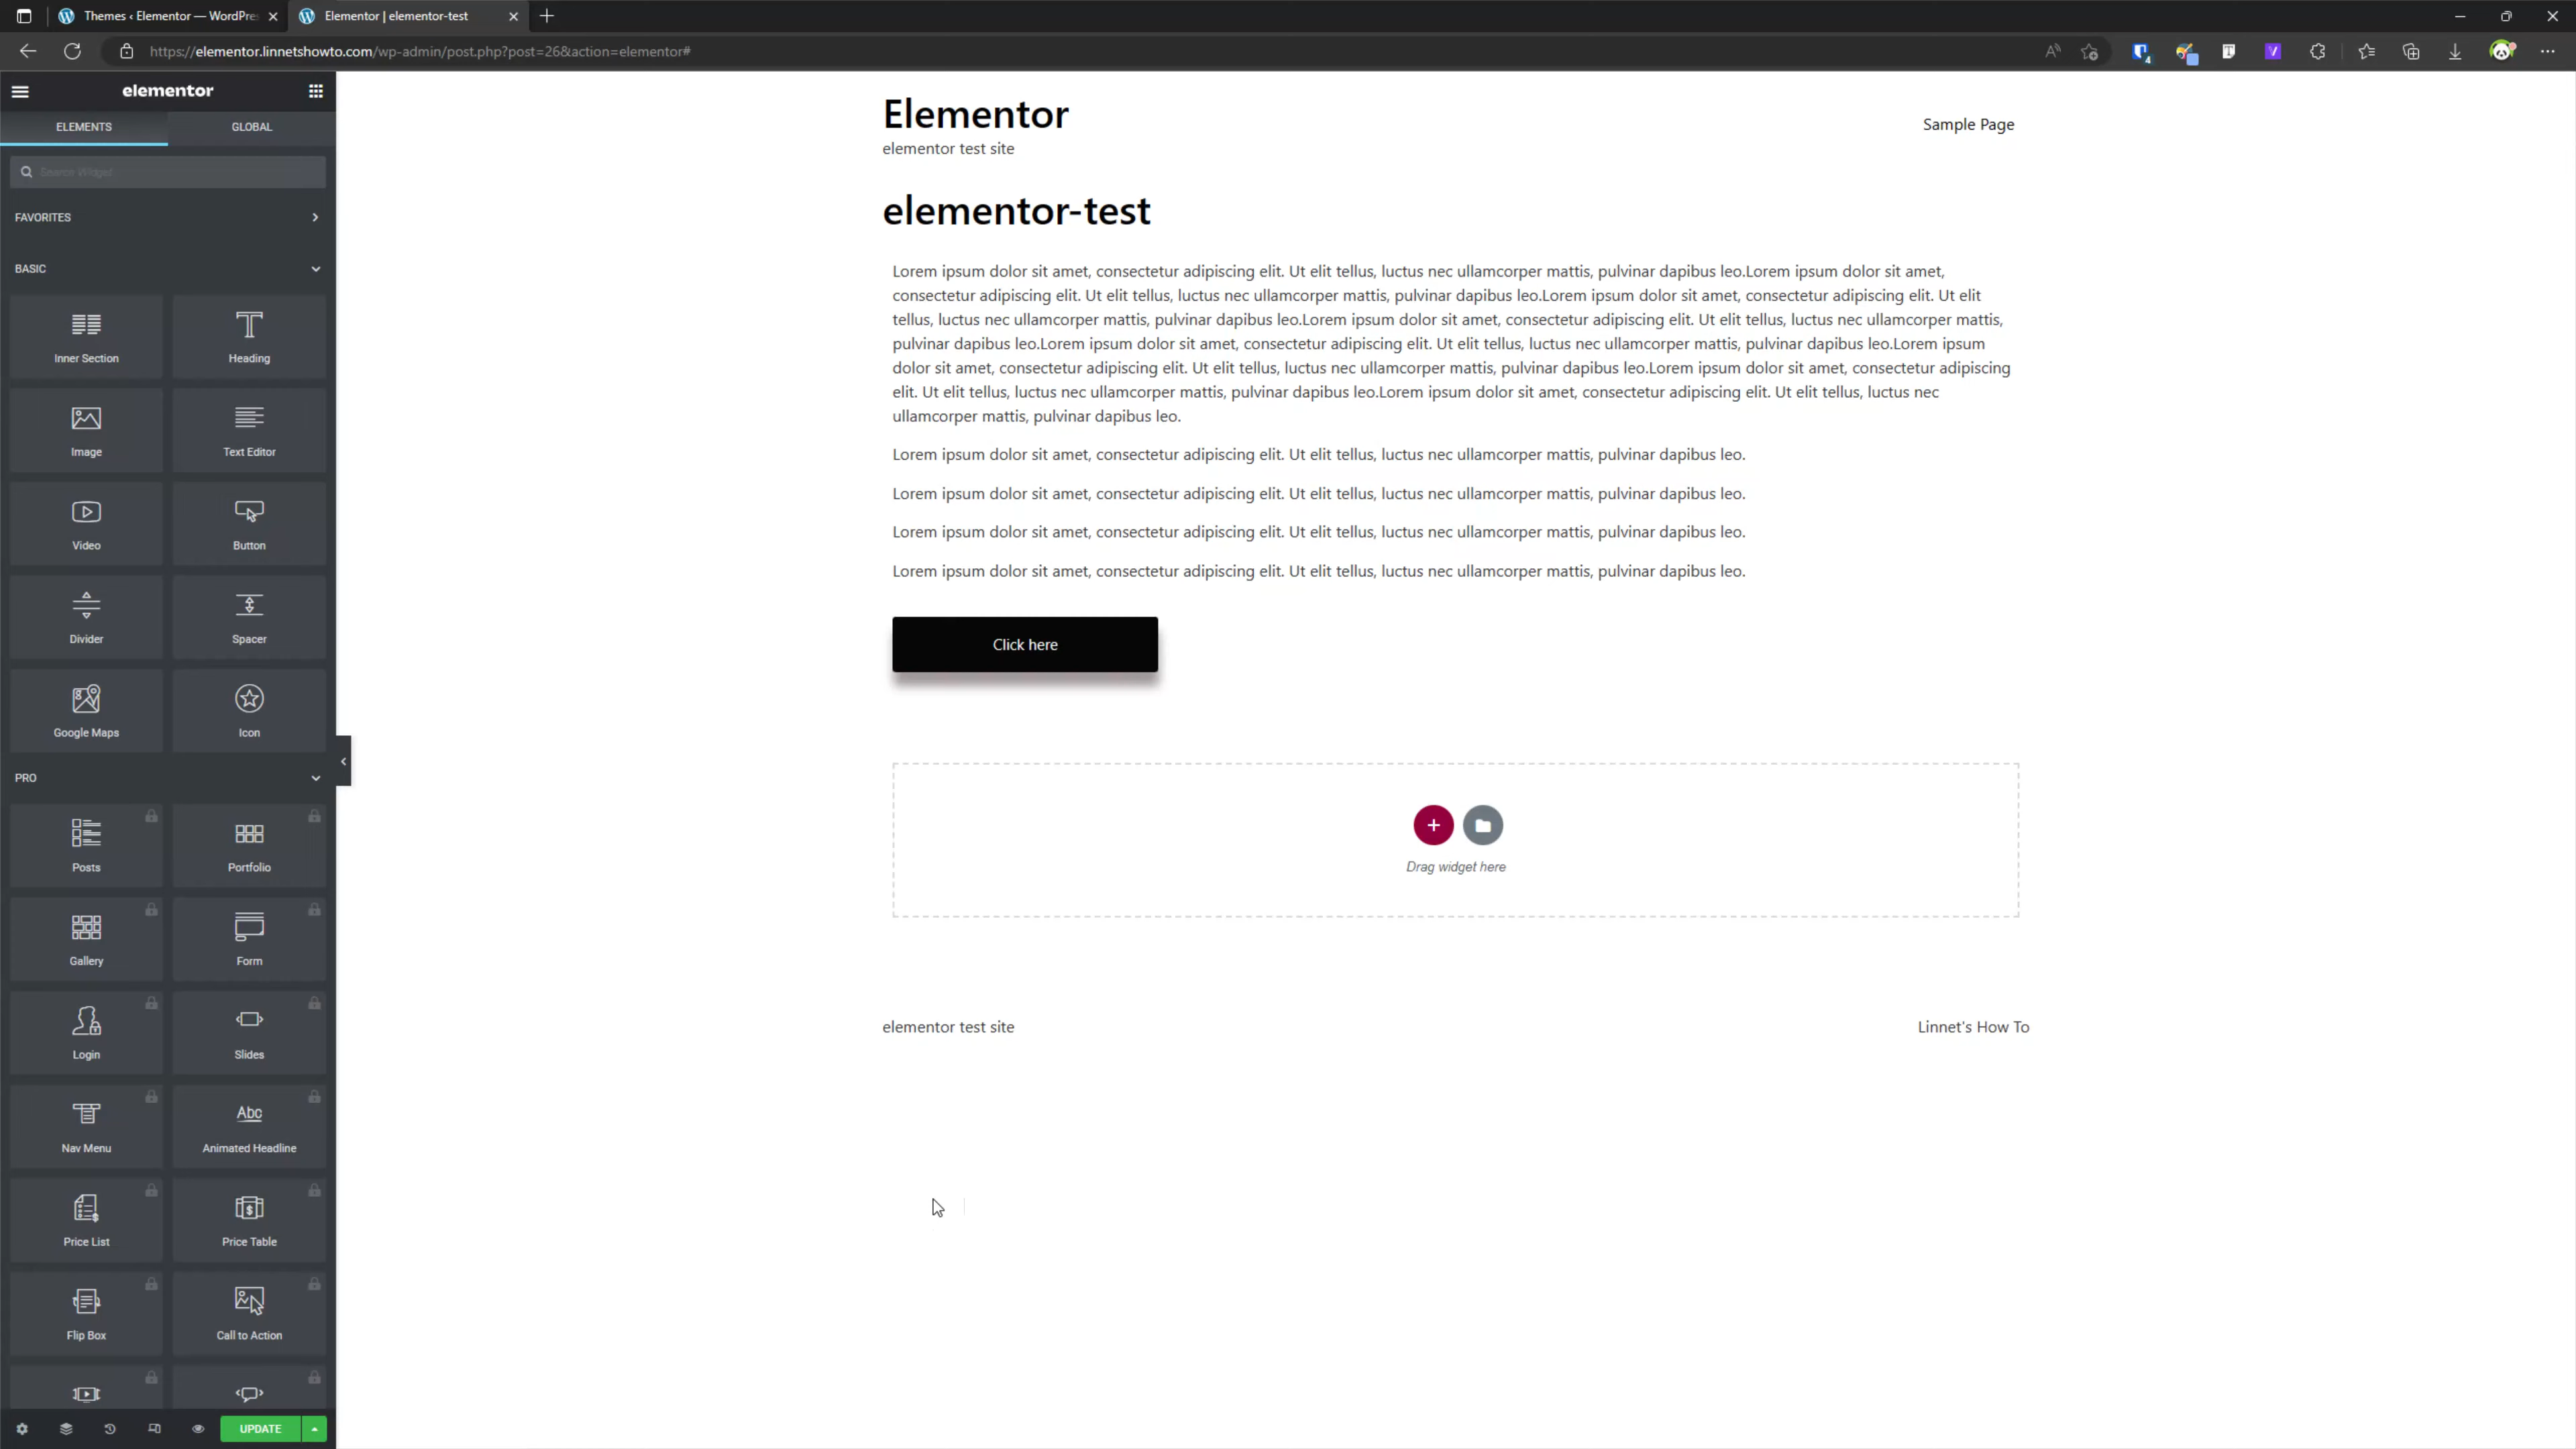 Themes ‹ Elementor — WordPre
Elementor | elementor-test
https://elementor.linnetshowto.com/wp-admin/post.php?post=26&action=elementor#
4
elementor
ELEMENTS
GLOBAL
Search Widget
FAVORITES
BASIC
Inner Section
Heading
Image
Text Editor
Video
Button
Divider
Spacer
Google Maps
Icon
PRO
Posts
Portfolio
Gallery
Form
Login
Slides
Nav Menu
Abc
Animated Headline
Price List
Price Table
Flip Box
Call to Action
UPDATE
Elementor
elementor test site
Sample Page
elementor-test
Lorem ipsum dolor sit amet, consectetur adipiscing elit. Ut elit tellus, luctus nec ullamcorper mattis, pulvinar dapibus leo.Lorem ipsum dolor sit amet,
consectetur adipiscing elit. Ut elit tellus, luctus nec ullamcorper mattis, pulvinar dapibus leo.Lorem ipsum dolor sit amet, consectetur adipiscing elit. Ut elit
tellus, luctus nec ullamcorper mattis, pulvinar dapibus leo.Lorem ipsum dolor sit amet, consectetur adipiscing elit. Ut elit tellus, luctus nec ullamcorper mattis,
pulvinar dapibus leo.Lorem ipsum dolor sit amet, consectetur adipiscing elit. Ut elit tellus, luctus nec ullamcorper mattis, pulvinar dapibus leo.Lorem ipsum
dolor sit amet, consectetur adipiscing elit. Ut elit tellus, luctus nec ullamcorper mattis, pulvinar dapibus leo.Lorem ipsum dolor sit amet, consectetur adipiscing
elit. Ut elit tellus, luctus nec ullamcorper mattis, pulvinar dapibus leo.Lorem ipsum dolor sit amet, consectetur adipiscing elit. Ut elit tellus, luctus nec
ullamcorper mattis, pulvinar dapibus leo.
Lorem ipsum dolor sit amet, consectetur adipiscing elit. Ut elit tellus, luctus nec ullamcorper mattis, pulvinar dapibus leo.
Lorem ipsum dolor sit amet, consectetur adipiscing elit. Ut elit tellus, luctus nec ullamcorper mattis, pulvinar dapibus leo.
Lorem ipsum dolor sit amet, consectetur adipiscing elit. Ut elit tellus, luctus nec ullamcorper mattis, pulvinar dapibus leo.
Lorem ipsum dolor sit amet, consectetur adipiscing elit. Ut elit tellus, luctus nec ullamcorper mattis, pulvinar dapibus leo.
Click here
Drag widget here
elementor test site
Linnet's How To